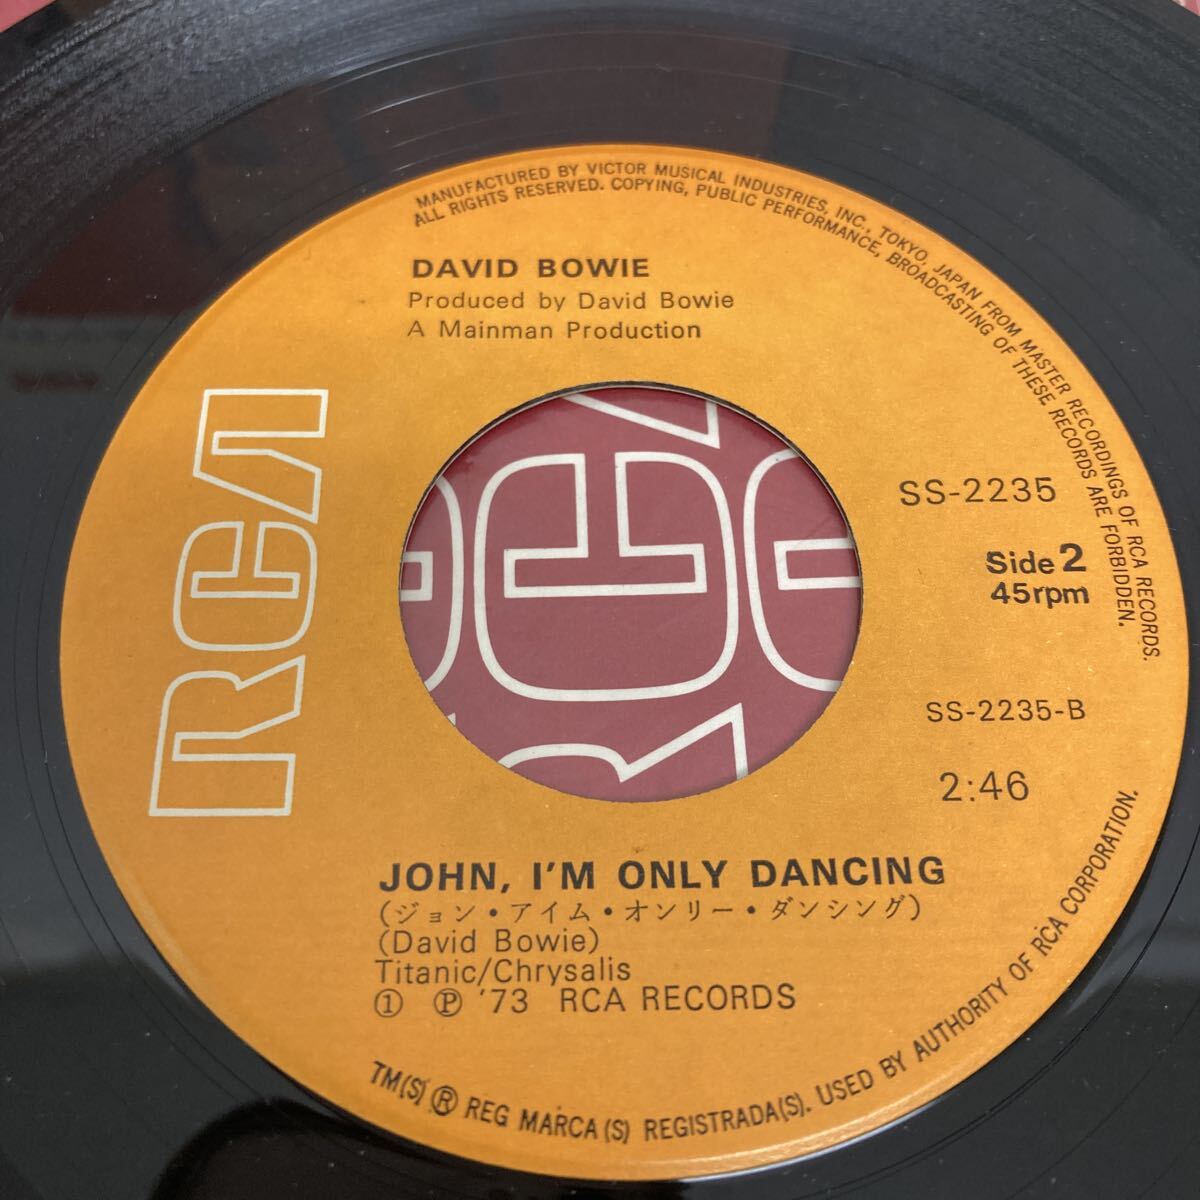 MANUFACTURED BY VICTOR MUSICAL INDUSTRIES, INC., TOKYO, JAPAN FROM MASTER RECORDINGS OF RCA RECORDS.
ALL RIGHTS RESERVED. COPYING, PUBLIC PERFORMANCE, BROADCASTING OF THESE RECORDS ARE FORBIDDEN.
DAVID BOWIE
Produced by David Bowie
A Mainman Production
RCA
SS-2235
Side 2
45rpm
SS-2235-B
2:46
JOHN, I'M ONLY DANCING
(ジョン・アイム・オンリー・ダンシング)
(David Bowie)
Titanic/Chrysalis
① Ⓟ '73 RCA RECORDS
TM(S) ® REG MARCA(S) REGISTRADA(S). USED BY AUTHORITY OF RCA CORPORATION.